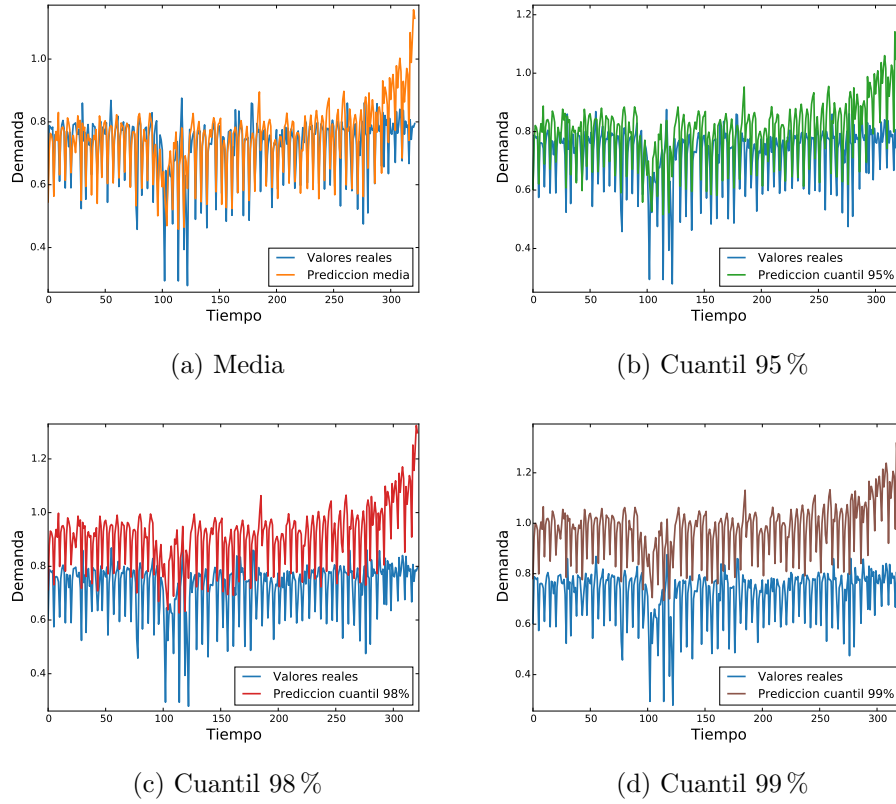 1.0
0.8
0.6
0.4
Demanda
0 50 100 150 200 250 300
Tiempo
Valores reales
Prediccion media
(a) Media
1.2
1.0
0.8
0.6
0.4
Demanda
0 50 100 150 200 250 300
Tiempo
Valores reales
Prediccion cuantil 95%
(b) Cuantil 95 %
1.2
1.0
0.8
0.6
0.4
Demanda
0 50 100 150 200 250 300
Tiempo
Valores reales
Prediccion cuantil 98%
(c) Cuantil 98 %
1.2
1.0
0.8
0.6
0.4
Demanda
0 50 100 150 200 250 300
Tiempo
Valores reales
Prediccion cuantil 99%
(d) Cuantil 99 %